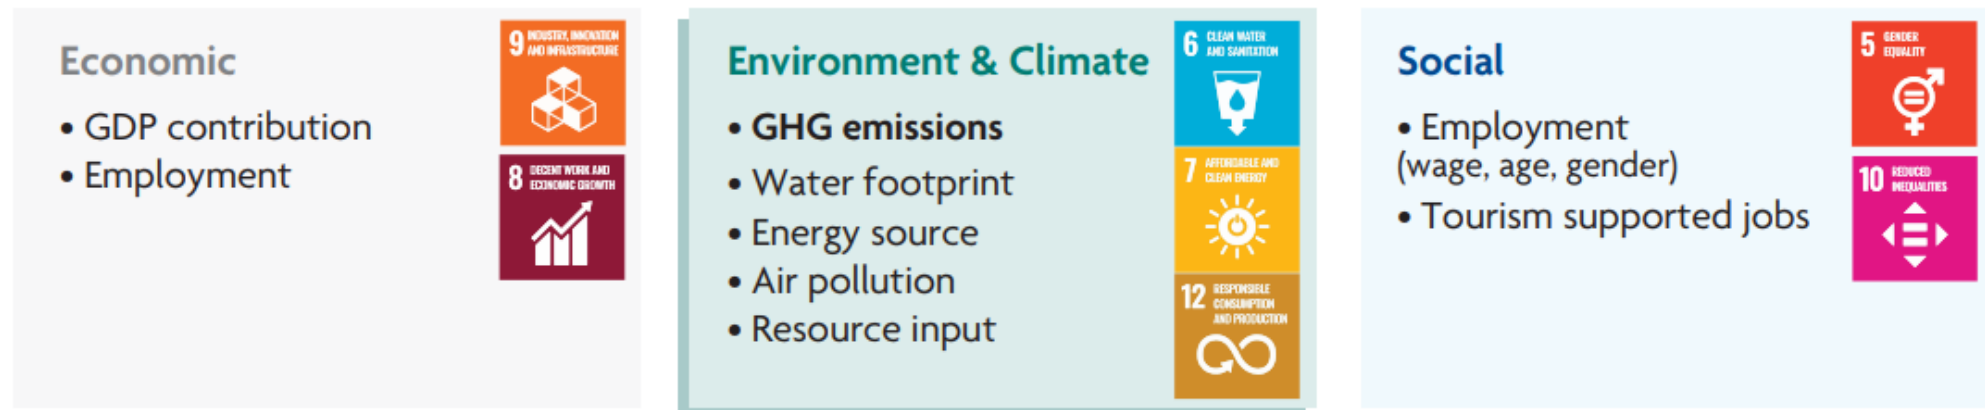 Economic
• GDP contribution
• Employment
9 INDUSTRY, INNOVATION
AND INFRASTRUCTURE
8 DECENT WORK AND
ECONOMIC GROWTH
Environment & Climate
• GHG emissions
• Water footprint
• Energy source
• Air pollution
• Resource input
6 CLEAN WATER
AND SANITATION
7 AFFORDABLE AND
CLEAN ENERGY
12 RESPONSIBLE
CONSUMPTION
AND PRODUCTION
Social
• Employment
(wage, age, gender)
• Tourism supported jobs
5 GENDER
EQUALITY
10 REDUCED
INEQUALITIES